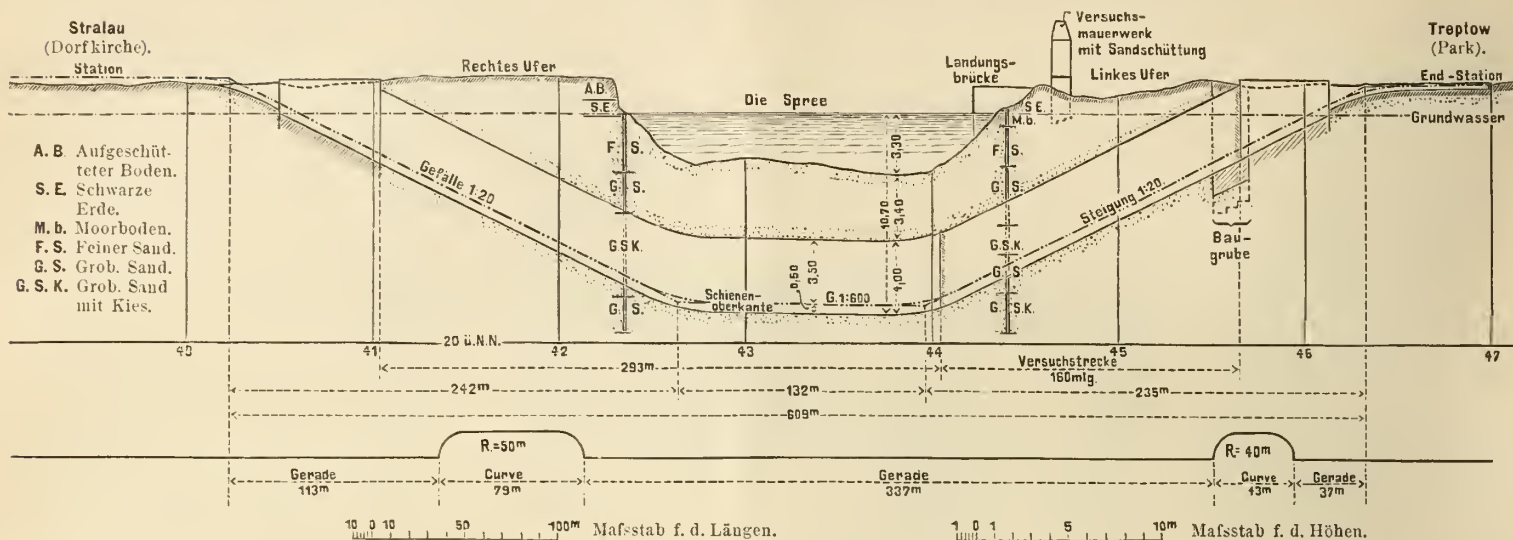 Stralau
(Dorfkirche).
Station
Rechtes Ufer
A.B.
S.E
Die Spree
Landungs-
brücke
Versuchs-
mauerwerk
mit Sandschüttung
Linkes Ufer
Treptow
(Park).
End-Station
Grundwasser
S.E.
M.b.
A. B. Aufgeschüt-
teter Boden.
S. E. Schwarze
Erde.
M. b. Moorboden.
F. S. Feiner Sand.
G. S. Grob. Sand.
G. S. K. Grob. Sand
mit Kies.
Gefälle 1:20
F. S.
G. S.
G.S.K.
G. S.
3,30
3,40
10,70
4,00
3,50
0,50
Schienen-
oberkante
G.1:600
F. S.
G. S.
G.S.K.
G. S
G. S.K.
Steigung 1:20.
Bau-
grube
20 ü.N.N.
40 41 42 43 44 45 46 47
293m
Versuchstrecke
160mlg.
242m
132m
235m
609m
R.=50m
R.= 40m
Gerade
113m
Curve
79m
Gerade
337m
Curve
43m
Gerade
37m
10 0 10 50 100m Maſsstab f. d. Längen.
1 0 1 5 10m Maſsstab f. d. Höhen.